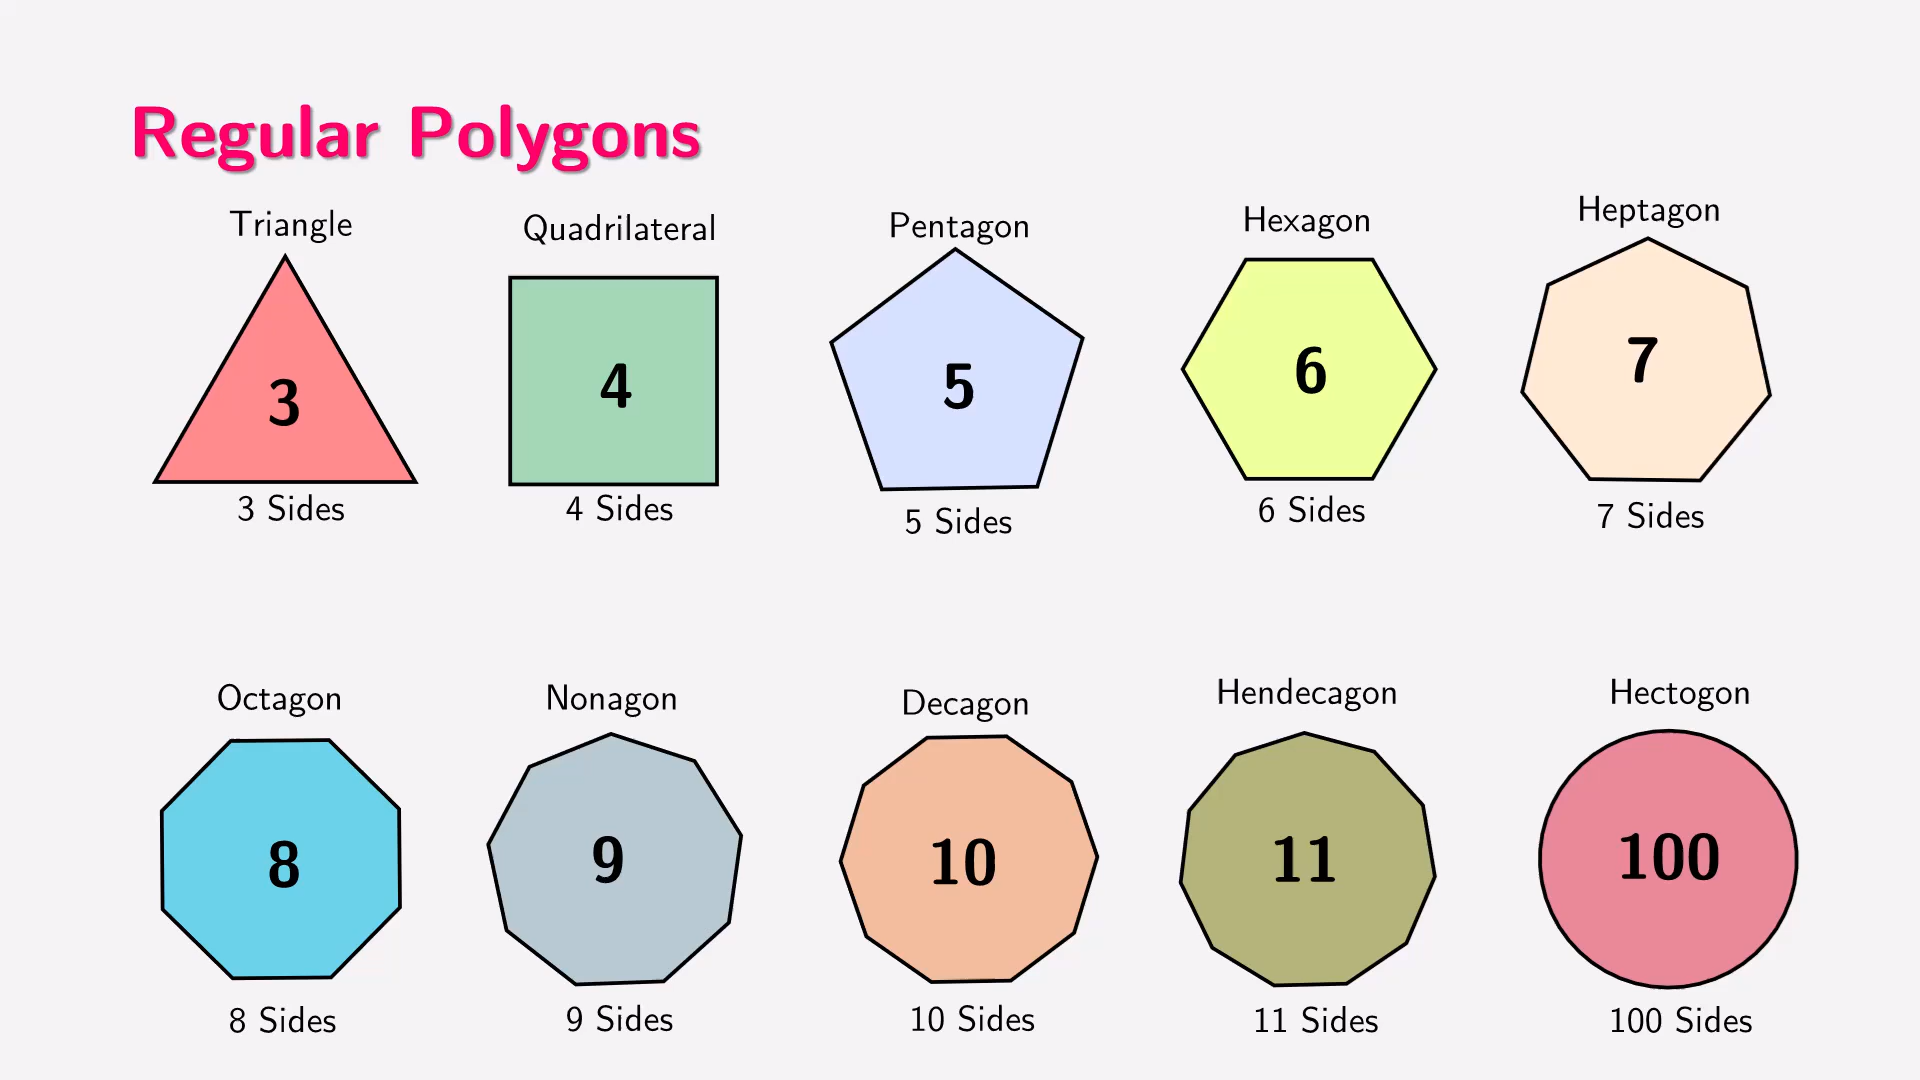 Regular Polygons
Triangle
Quadrilateral
Pentagon
Hexagon
Heptagon
3
4
5
6
7
3 Sides
4 Sides
5 Sides
6 Sides
7 Sides
Octagon
Nonagon
Decagon
Hendecagon
Hectogon
8
9
10
11
100
8 Sides
9 Sides
10 Sides
11 Sides
100 Sides